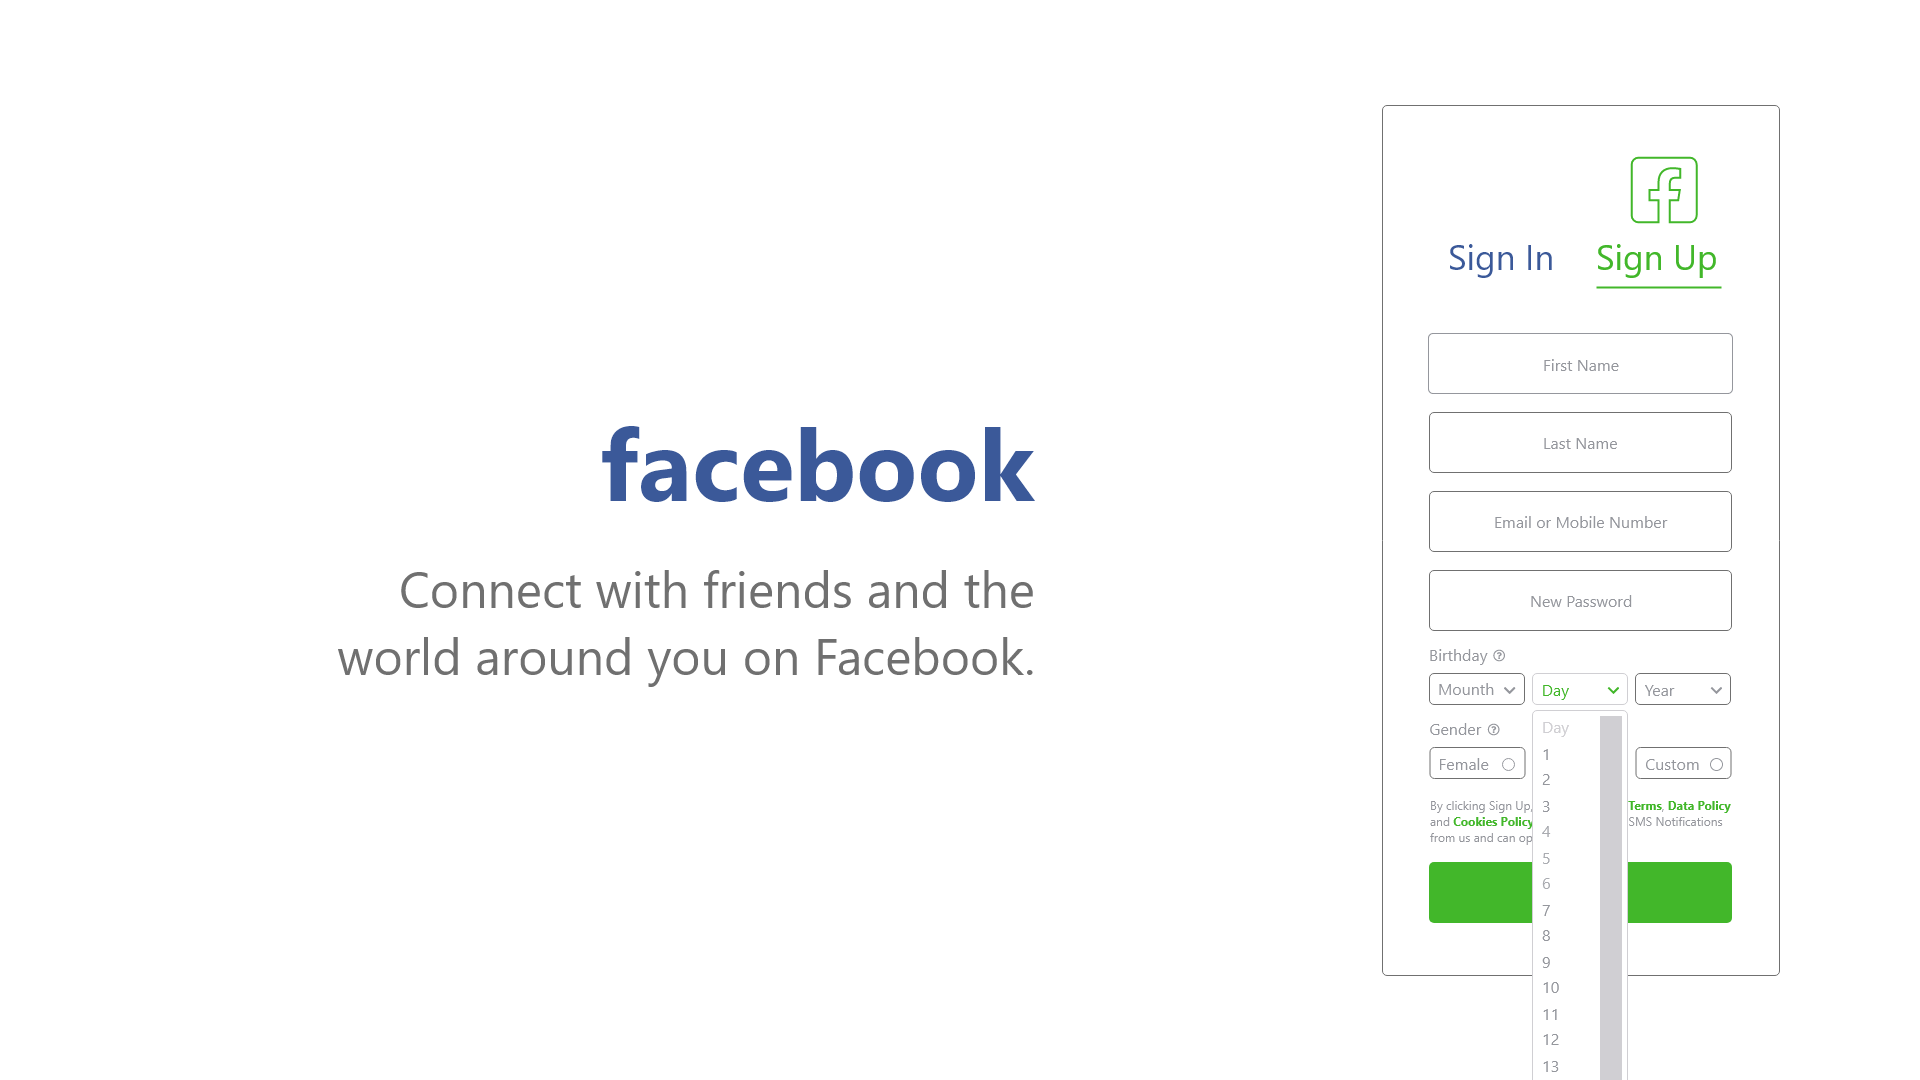 facebook
Connect with friends and the
world around you on Facebook.
Sign In
Sign Up
First Name
Last Name
Email or Mobile Number
New Password
Birthday ?
Mounth
Day
Year
Gender ?
Female
Custom
By clicking Sign Up, Terms, Data Policy
and Cookies Policy SMS Notifications
from us and can op
Day
1
2
3
4
5
6
7
8
9
10
11
12
13